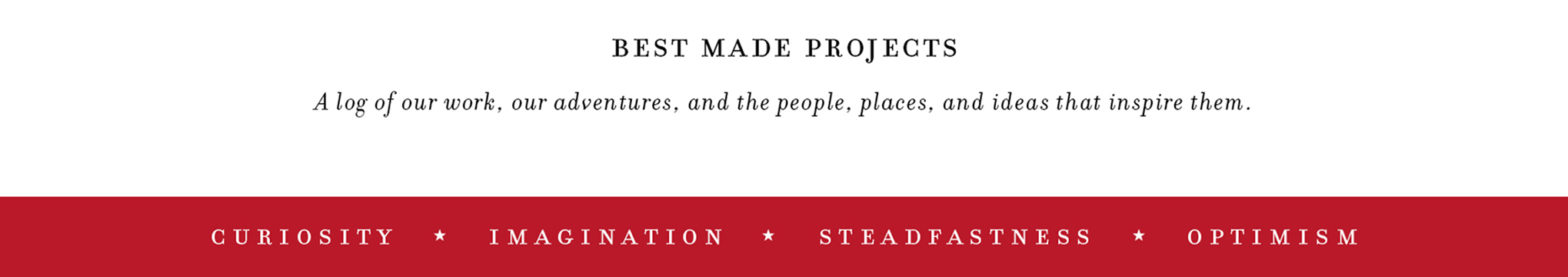 BEST MADE PROJECTS
A log of our work, our adventures, and the people, places, and ideas that inspire them.
CURIOSITY ★ IMAGINATION ★ STEADFASTNESS ★ OPTIMISM